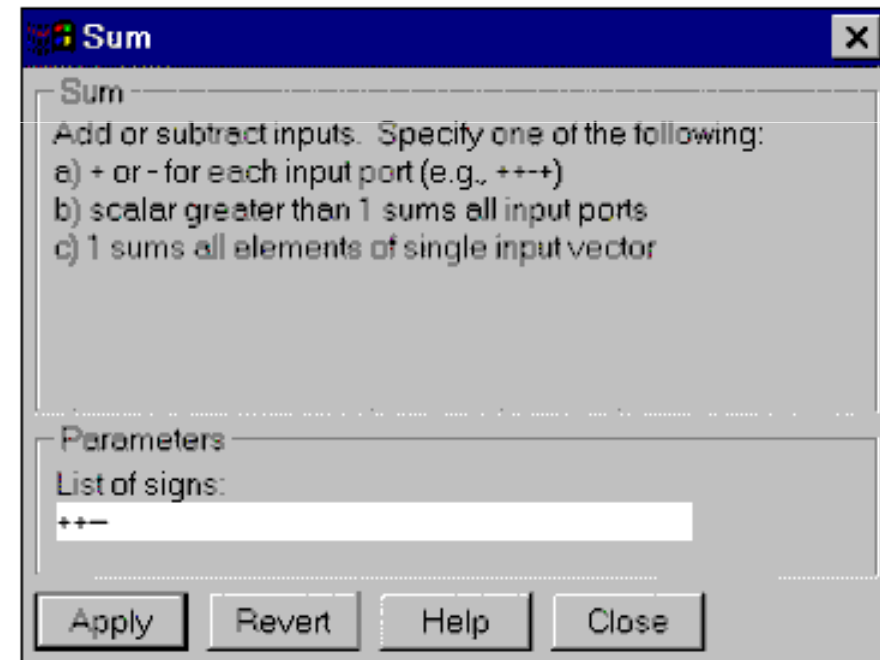 Sum
Sum
Add or subtract inputs. Specify one of the following:
a) + or - for each input port (e.g., ++-+)
b) scalar greater than 1 sums all input ports
c) 1 sums all elements of single input vector
Parameters
List of signs:
++--
Apply Revert Help Close